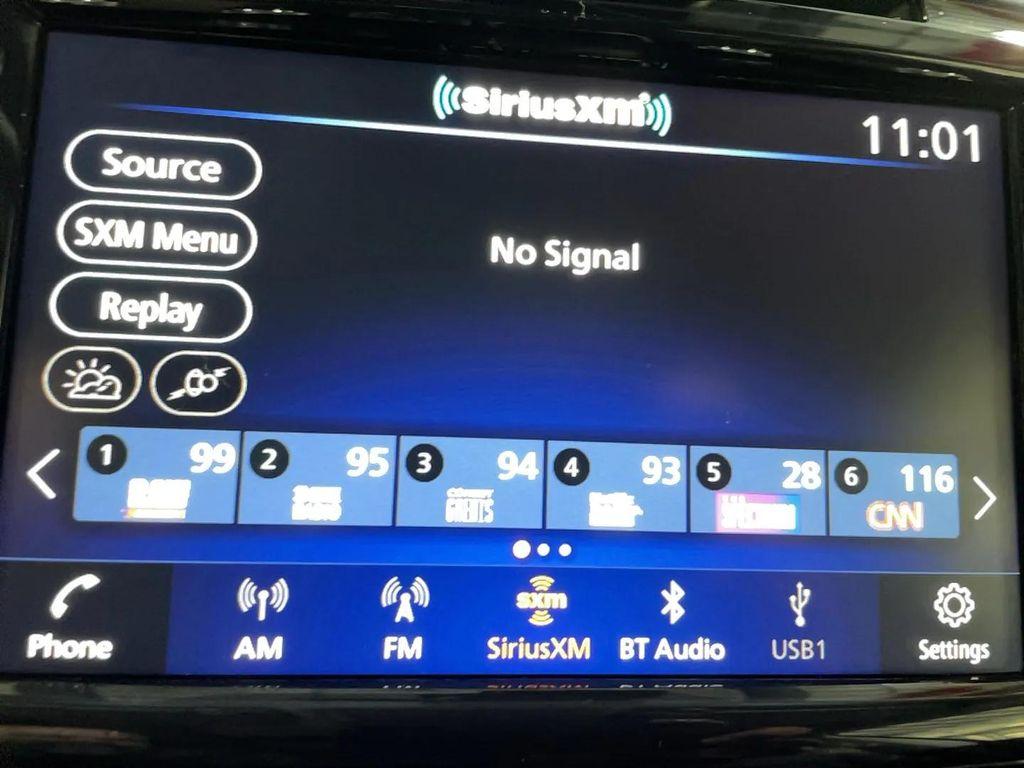 SiriusXm
11:01
Source
SXM Menu
No Signal
Replay
1 99
2 95
3 94
GREATS
4 93
5 28
6 116
CNN
Phone
AM
FM
sxm
SiriusXM
BT Audio
USB1
Settings